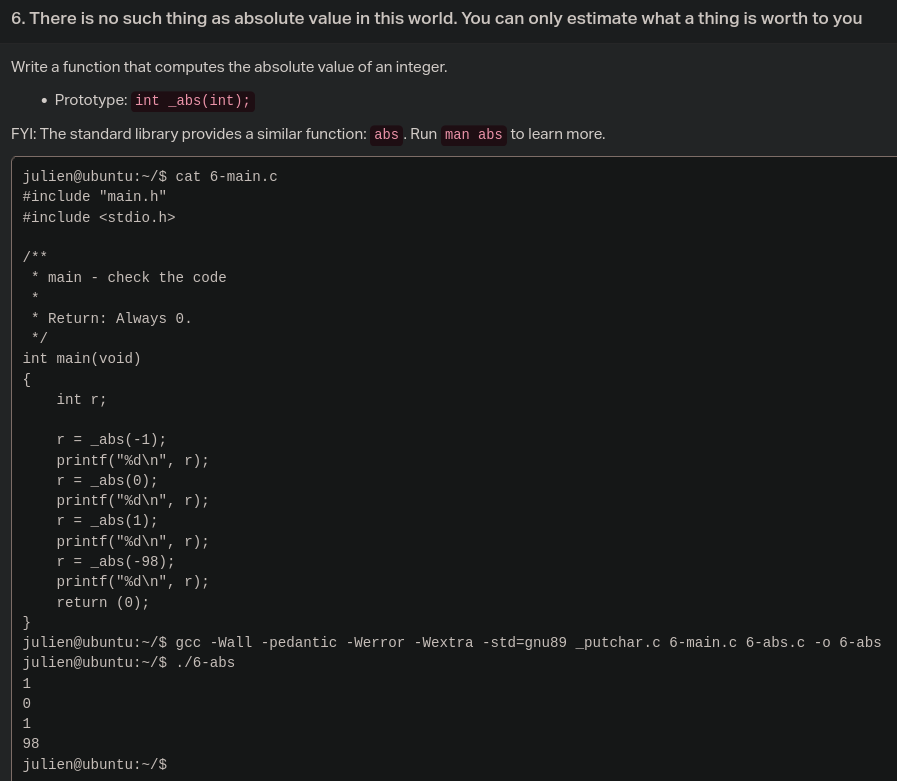 6. There is no such thing as absolute value in this world. You can only estimate what a thing is worth to you
Write a function that computes the absolute value of an integer.
• Prototype: int _abs(int);
FYI: The standard library provides a similar function: abs. Run man abs to learn more.
julien@ubuntu:~/$ cat 6-main.c
#include "main.h"
#include <stdio.h>

/**
 * main - check the code
 *
 * Return: Always 0.
 */
int main(void)
{
    int r;

    r = _abs(-1);
    printf("%d\n", r);
    r = _abs(0);
    printf("%d\n", r);
    r = _abs(1);
    printf("%d\n", r);
    r = _abs(-98);
    printf("%d\n", r);
    return (0);
}
julien@ubuntu:~/$ gcc -Wall -pedantic -Werror -Wextra -std=gnu89 _putchar.c 6-main.c 6-abs.c -o 6-abs
julien@ubuntu:~/$ ./6-abs
1
0
1
98
julien@ubuntu:~/$